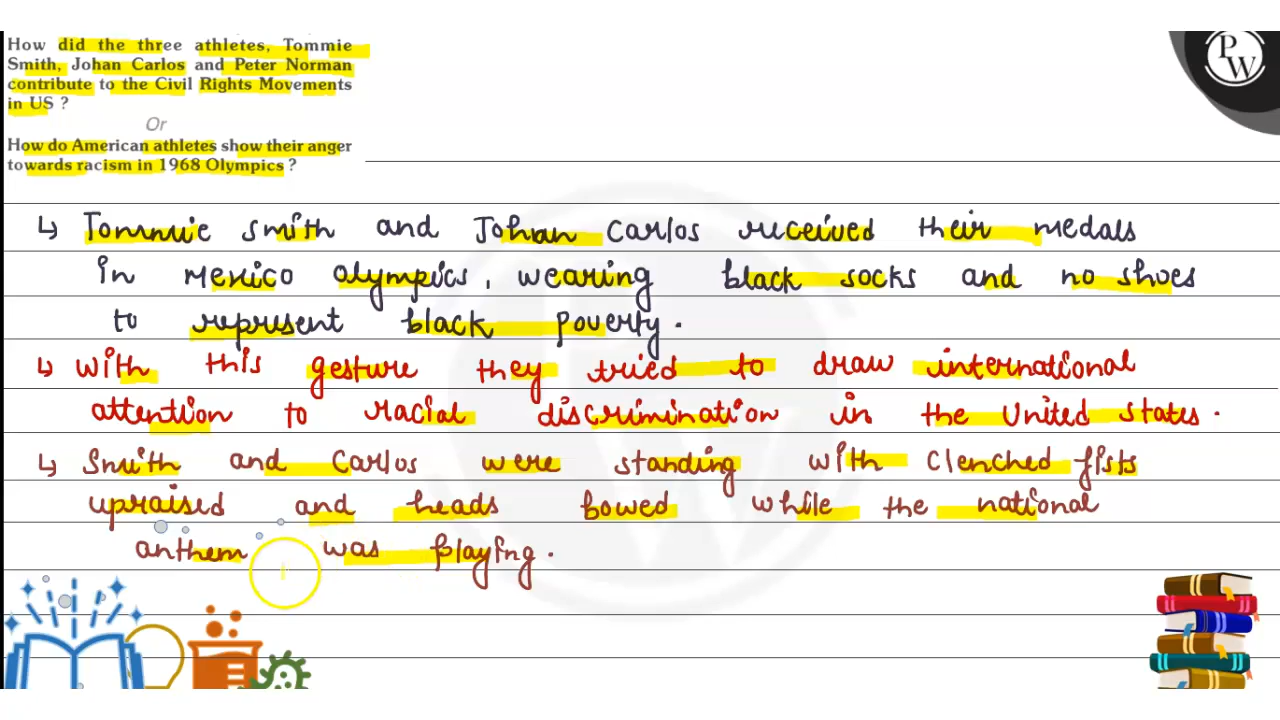 How did the three athletes, Tommie
Smith, Johan Carlos and Peter Norman
contribute to the Civil Rights Movements
in US ?
Or
How do American athletes show their anger
towards racism in 1968 Olympics ?
PW
↳ Tommie Smith and Johan Carlos received their medals
in Mexico Olympics, wearing black socks and no shoes
to represent black poverty.
↳ With this gesture they tried to draw international
attention to racial discrimination in the United States.
↳ Smith and Carlos were standing with clenched fists
upraised and heads bowed while the national
anthem was playing.